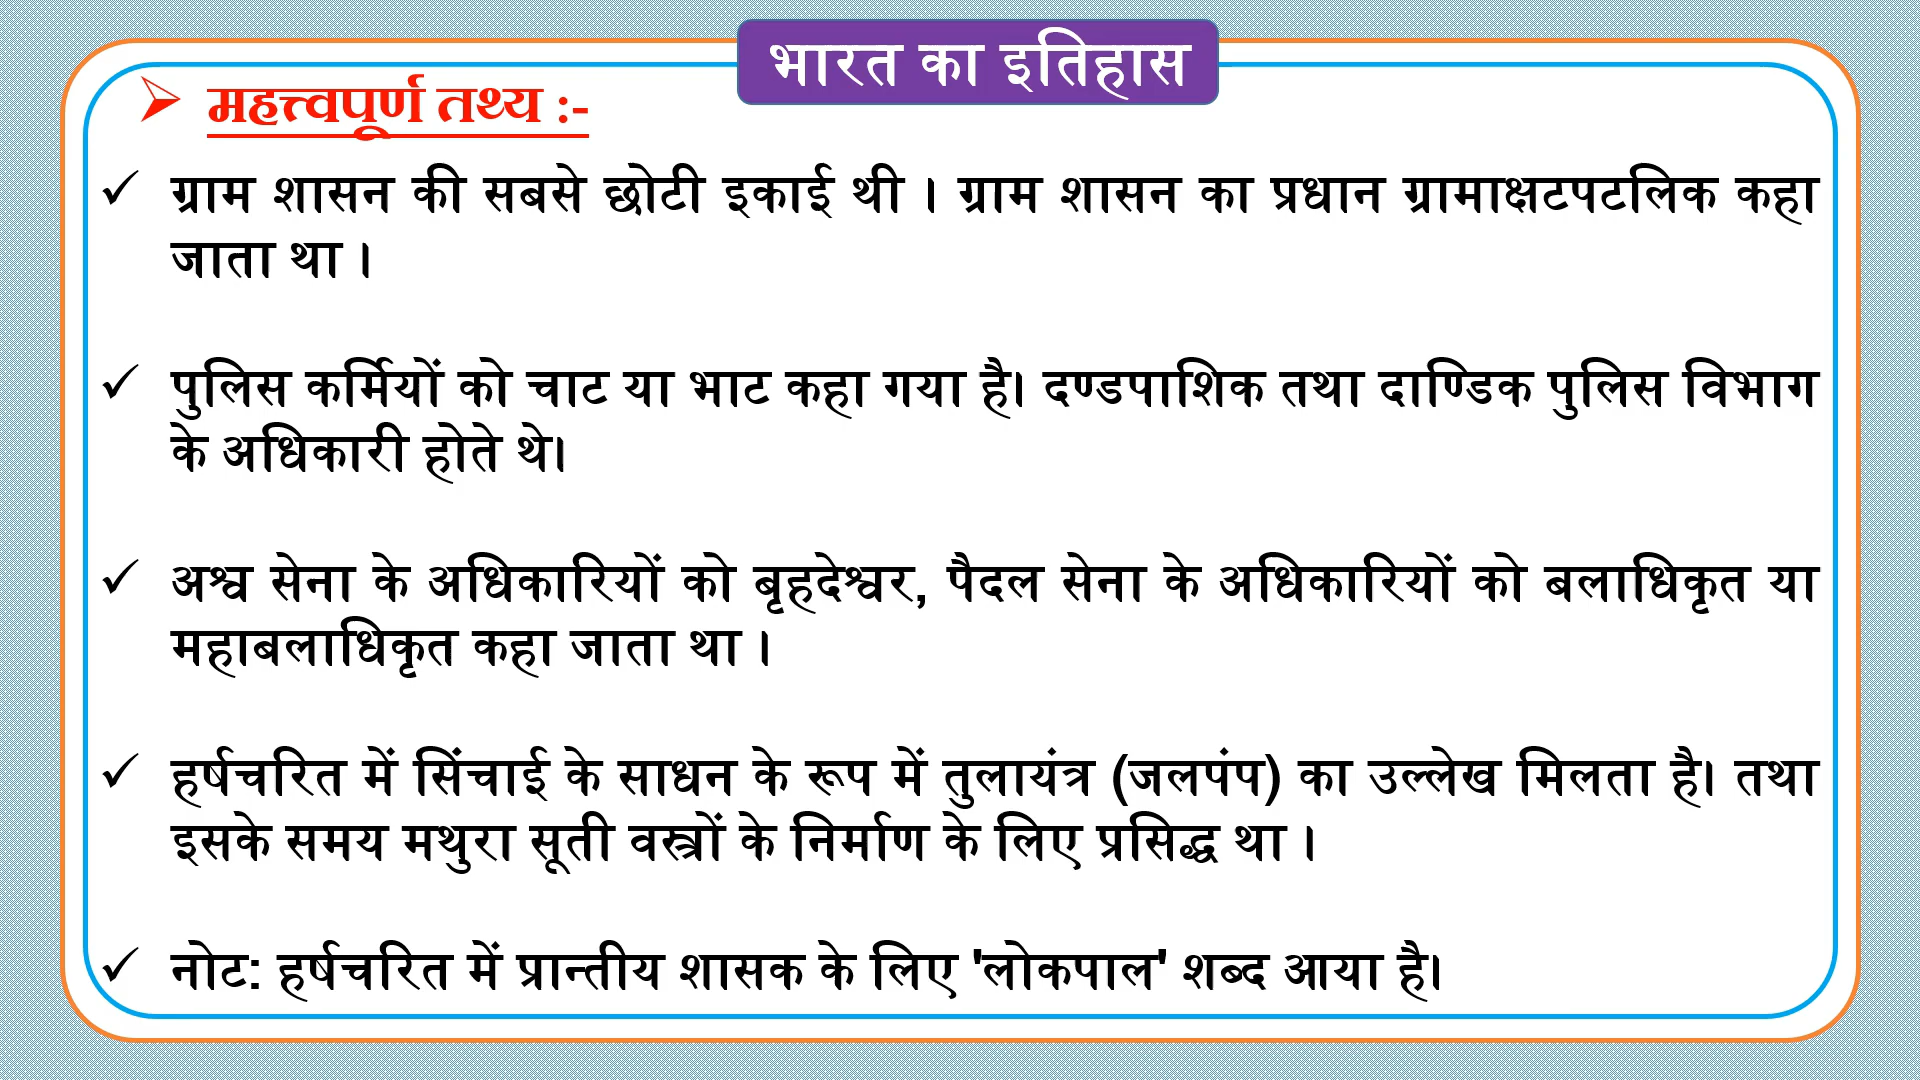 भारत का इतिहास
महत्त्वपूर्ण तथ्य :-
ग्राम शासन की सबसे छोटी इकाई थी । ग्राम शासन का प्रधान ग्रामाक्षटपटलिक कहा
जाता था ।
पुलिस कर्मियों को चाट या भाट कहा गया है। दण्डपाशिक तथा दाण्डिक पुलिस विभाग
के अधिकारी होते थे।
अश्व सेना के अधिकारियों को बृहदेश्वर, पैदल सेना के अधिकारियों को बलाधिकृत या
महाबलाधिकृत कहा जाता था ।
हर्षचरित में सिंचाई के साधन के रूप में तुलायंत्र (जलपंप) का उल्लेख मिलता है। तथा
इसके समय मथुरा सूती वस्त्रों के निर्माण के लिए प्रसिद्ध था ।
नोट: हर्षचरित में प्रान्तीय शासक के लिए 'लोकपाल' शब्द आया है।